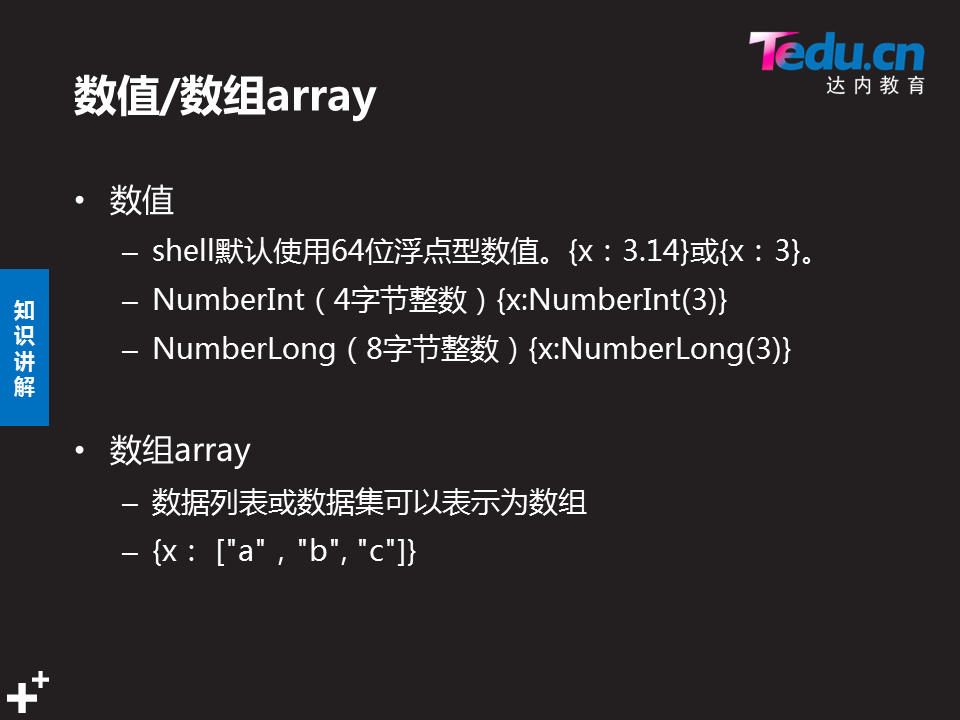 Tedu.cn
达内教育
数值/数组array
• 数值
– shell默认使用64位浮点型数值。{x：3.14}或{x：3}。
– NumberInt（4字节整数）{x:NumberInt(3)}
– NumberLong（8字节整数）{x:NumberLong(3)}
知识讲解
• 数组array
– 数据列表或数据集可以表示为数组
– {x： ["a"，"b", "c"]}